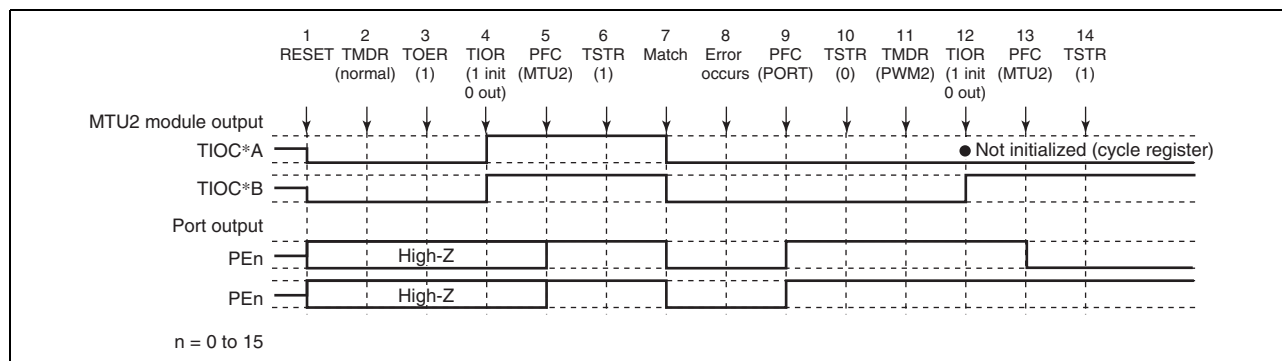 1 2 3 4 5 6 7 8 9 10 11 12 13 14
RESET TMDR TOER TIOR PFC TSTR Match Error PFC TSTR TMDR TIOR PFC TSTR
(normal) (1) (1 init (MTU2) (1) occurs (PORT) (0) (PWM2) (1 init (MTU2) (1)
0 out) 0 out)
MTU2 module output
TIOC*A ● Not initialized (cycle register)
TIOC*B
Port output
PEn High-Z
PEn High-Z
n = 0 to 15